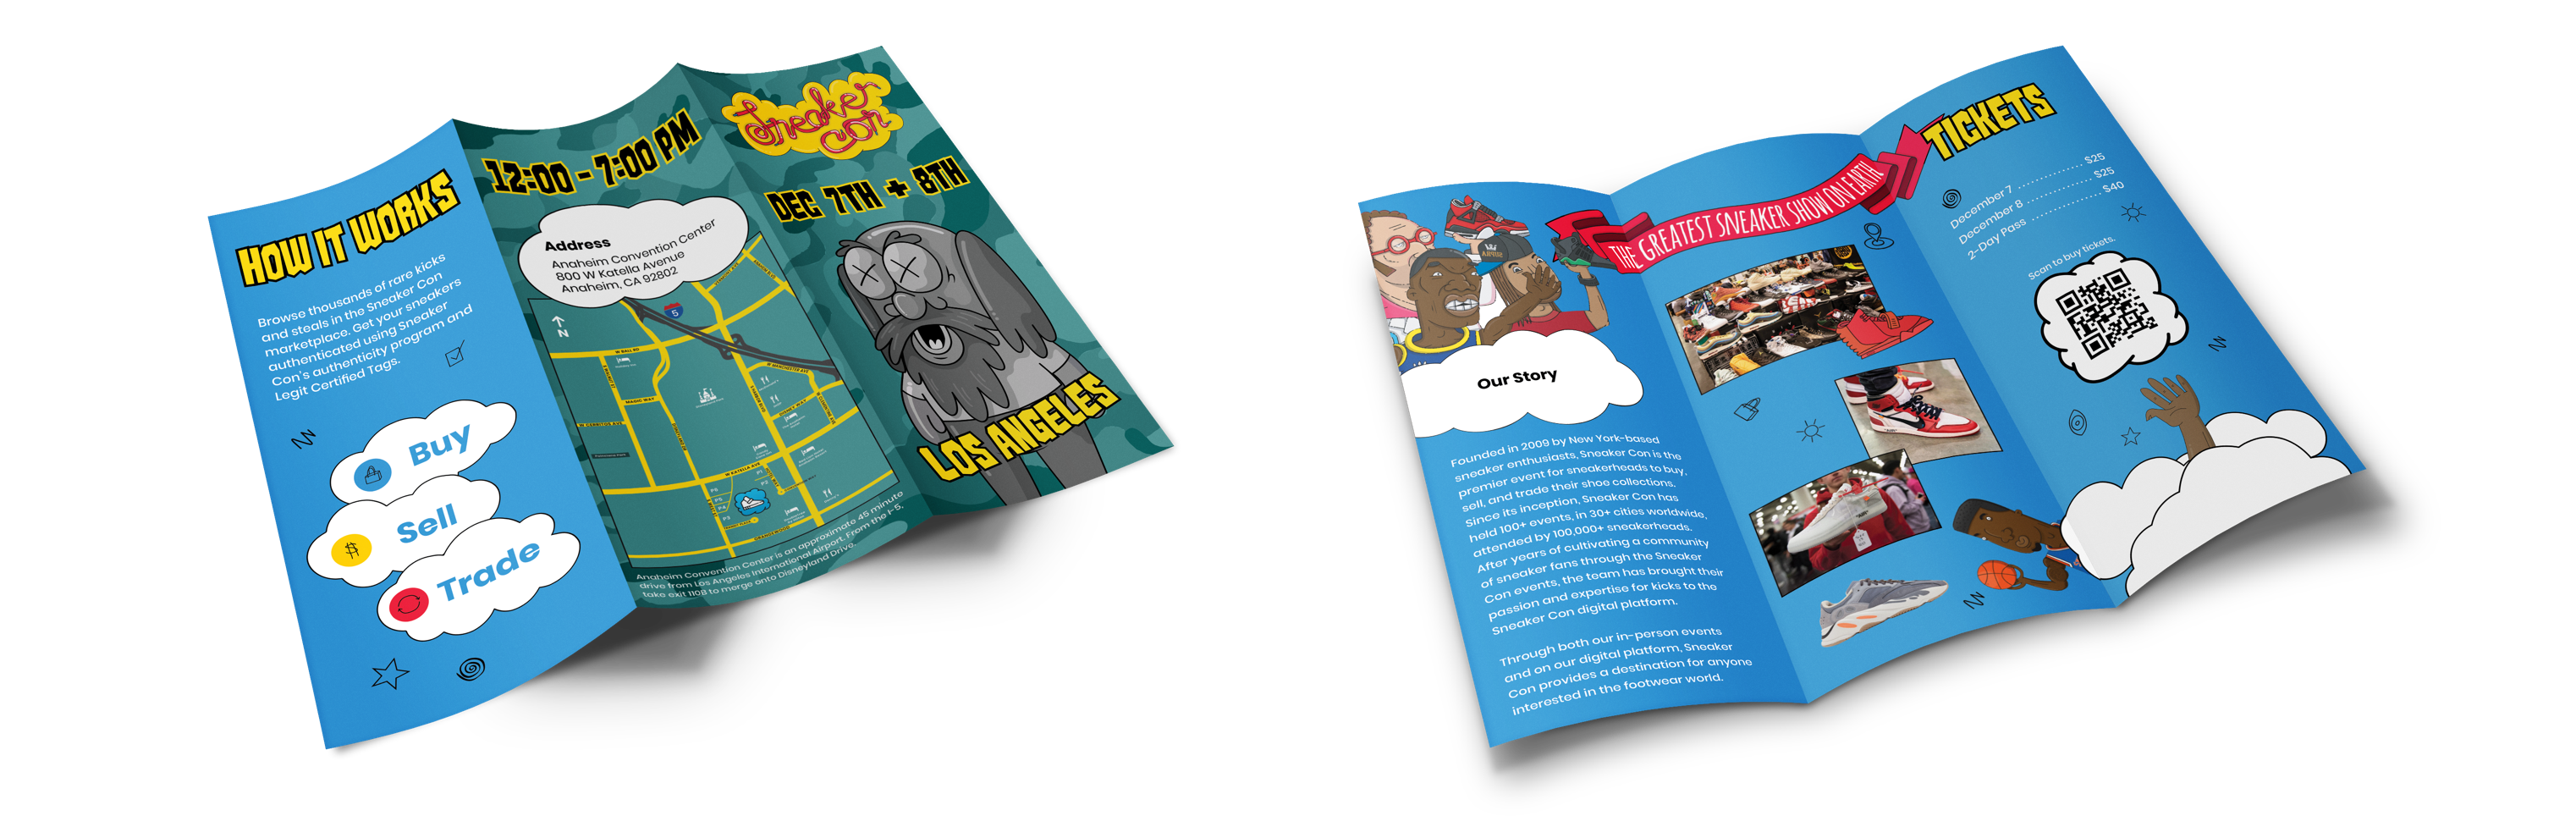 HOW IT WORKS
Browse thousands of rare kicks
and steals in the Sneaker Con
marketplace. Get your sneakers
authenticated using Sneaker
Con's authenticity program and
Legit Certified Tags.
Buy
Sell
Trade
12:00 - 7:00 PM
Address
Anaheim Convention Center
800 W Katella Avenue
Anaheim, CA 92802
N
5
W BALL RD
MAGIC WAY
W CERRITOS AVE
W KATELLA AVE
Anaheim Convention Center is an approximate 45 minute
drive from Los Angeles International Airport. From the I-5,
take exit 110B to merge onto Disneyland Drive.
Sneaker
Con
DEC 7TH + 8TH
LOS ANGELES
Our Story
Founded in 2009 by New York-based
sneaker enthusiasts, Sneaker Con is the
premier event for sneakerheads to buy,
sell, and trade their shoe collections.
Since its inception, Sneaker Con has
held 100+ events, in 30+ cities worldwide,
attended by 100,000+ sneakerheads.
After years of cultivating a community
of sneaker fans through the Sneaker
Con events, the team has brought their
passion and expertise for kicks to the
Sneaker Con digital platform.
Through both our in-person events
and on our digital platform, Sneaker
Con provides a destination for anyone
interested in the footwear world.
THE GREATEST SNEAKER SHOW ON EARTH
TICKETS
December 7 ............... $25
December 8 ............... $25
2-Day Pass ............... $40
Scan to buy tickets.